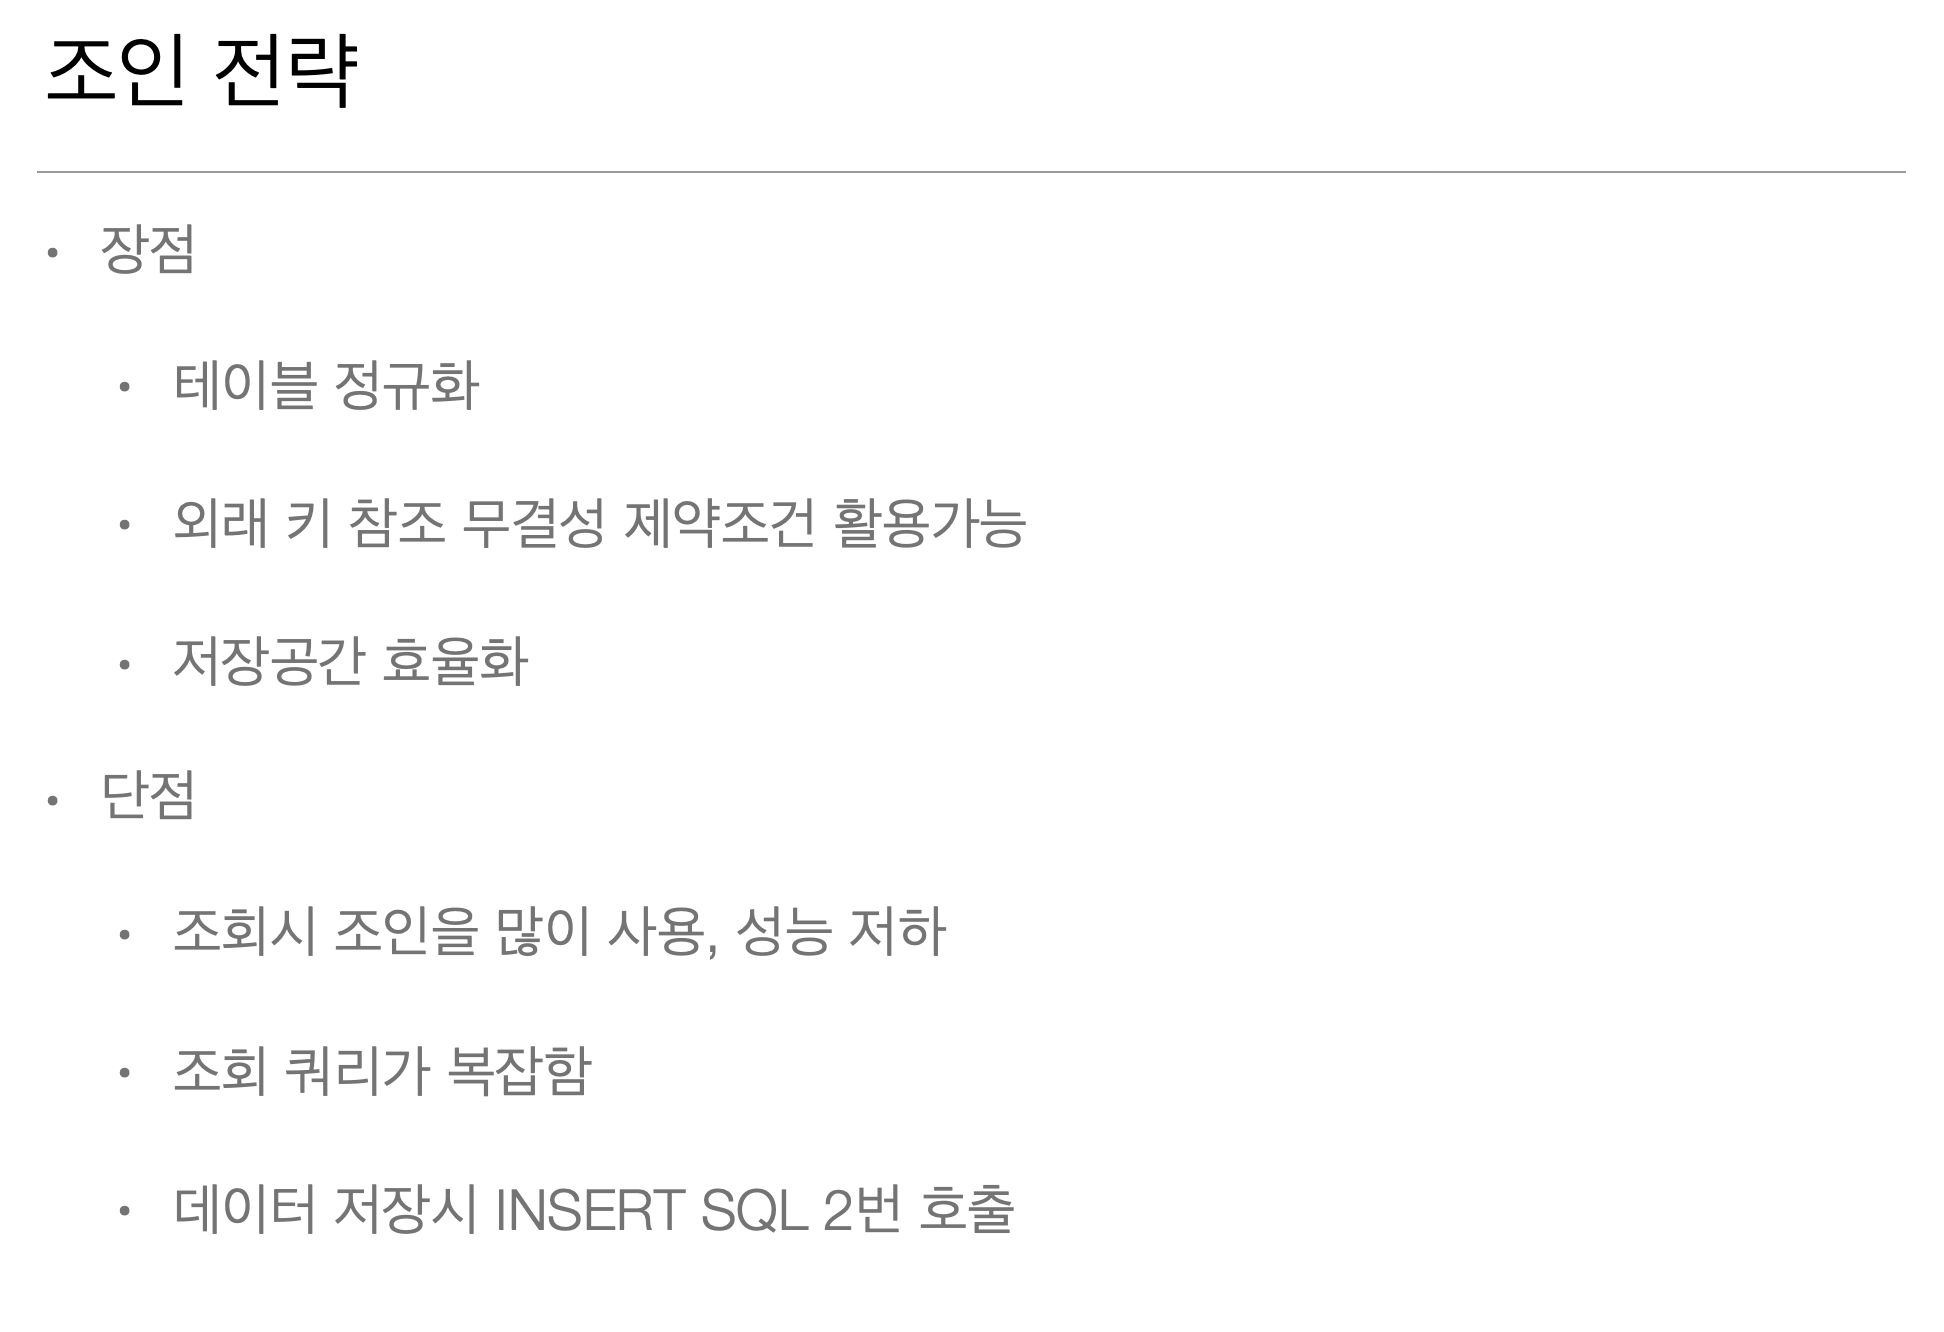 조인 전략
• 장점
• 테이블 정규화
• 외래 키 참조 무결성 제약조건 활용가능
• 저장공간 효율화
• 단점
• 조회시 조인을 많이 사용, 성능 저하
• 조회 쿼리가 복잡함
• 데이터 저장시 INSERT SQL 2번 호출